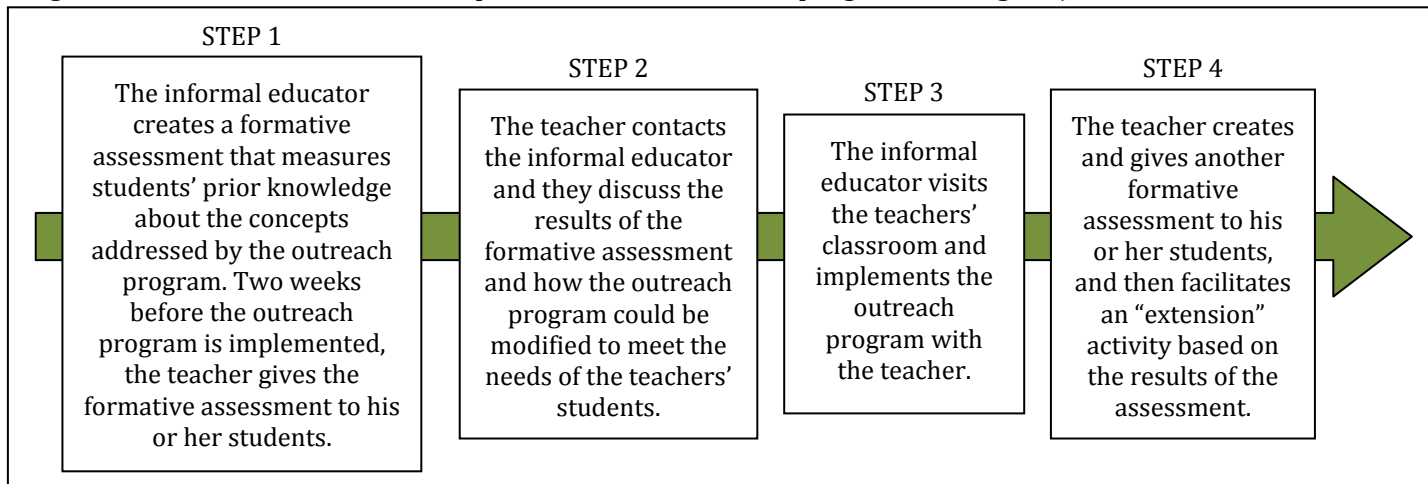 STEP 1
The informal educator
creates a formative
assessment that measures
students’ prior knowledge
about the concepts
addressed by the outreach
program. Two weeks
before the outreach
program is implemented,
the teacher gives the
formative assessment to his
or her students.
STEP 2
The teacher contacts
the informal educator
and they discuss the
results of the
formative assessment
and how the outreach
program could be
modified to meet the
needs of the teachers’
students.
STEP 3
The informal
educator visits
the teachers’
classroom and
implements the
outreach
program with
the teacher.
STEP 4
The teacher creates
and gives another
formative
assessment to his
or her students,
and then facilitates
an “extension”
activity based on
the results of the
assessment.